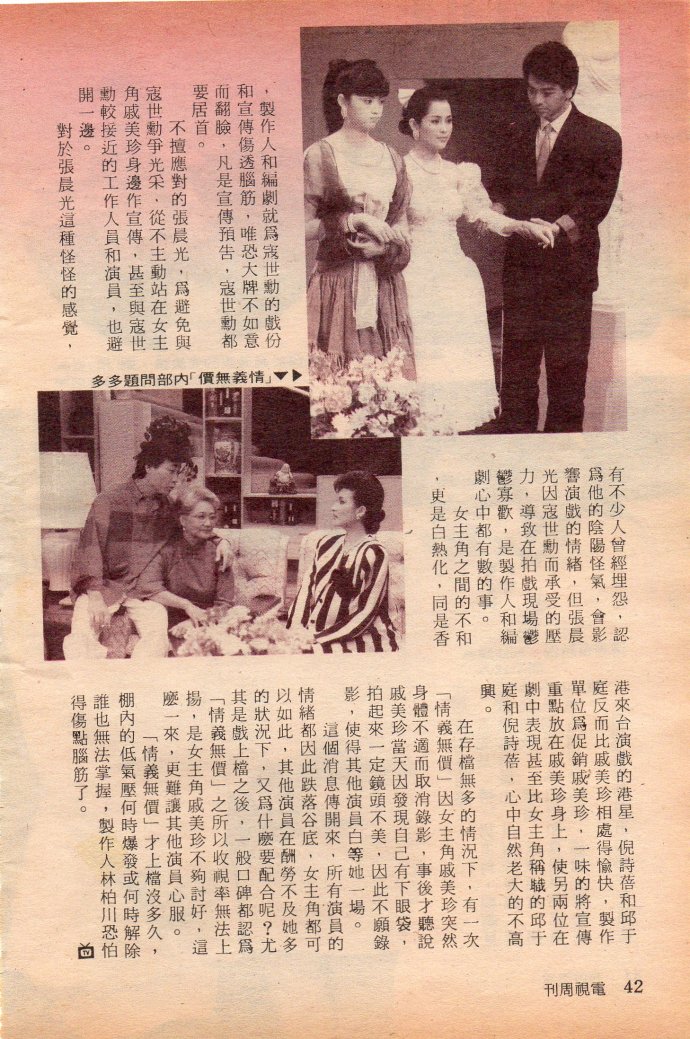 ，製作人和編劇就爲寇世勳的戲份
和宣傳傷透腦筋，唯恐大牌不如意
而翻臉，凡是宣傳預告，寇世勳都
要居首。
不擅應對的張晨光，爲避免與
寇世勳爭光采，從不主動站在女主
角戚美珍身邊作宣傳，甚至與寇世
勳較接近的工作人員和演員，也避
開一邊。
對於張晨光這種怪怪的感覺，
▶▼「情義無價」內部問題多多
有不少人曾經埋怨，認
爲他的陰陽怪氣，會影
響演戲的情緒，但張晨
光因寇世勳而承受的壓
力，導致在拍戲現場鬱
鬱寡歡，是製作人和編
劇心中都有數的事。
女主角之間的不和
，更是白熱化，同是香
港來台演戲的港星，倪詩蓓和邱于
庭反而比戚美珍相處得愉快，製作
單位爲促銷戚美珍，一味的將宣傳
重點放在戚美珍身上，使另兩位在
劇中表現甚至比女主角稱職的邱于
庭和倪詩蓓，心中自然老大的不高
興。
在存檔無多的情況下，有一次
「情義無價」因女主角戚美珍突然
身體不適而取消錄影，事後才聽說
戚美珍當天因發現自己有下眼袋，
拍起來一定鏡頭不美，因此不願錄
影，使得其他演員白等她一場。
這個消息傳開來，所有演員的
情緒都因此跌落谷底，女主角都可
以如此，其他演員在酬勞不及她多
的狀況下，又爲什麼要配合呢？尤
其是戲上檔之後，一般口碑都認爲
「情義無價」之所以收視率無法上
揚，是女主角戚美珍不夠討好，這
麼一來，更難讓其他演員心服。
「情義無價」才上檔沒多久，
棚內的低氣壓何時爆發或何時解除
誰也無法掌握，製作人林柏川恐怕
得傷點腦筋了。
TV
電視周刊 42